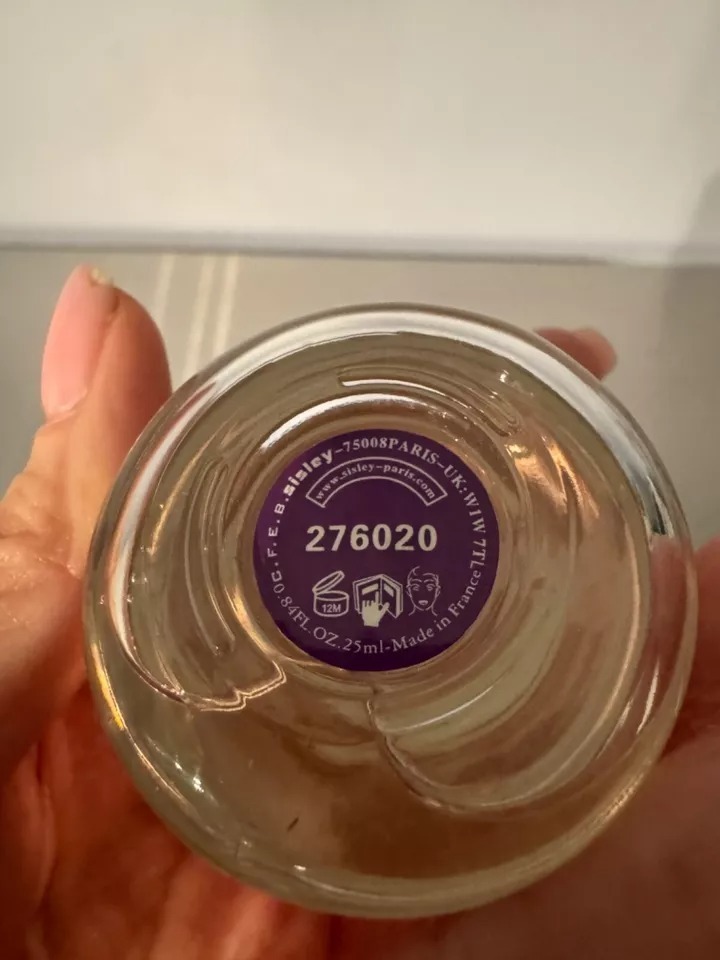 C.F.E.B. sisley-75008PARIS-UK:W1W 7TL
www.sisley-paris.com
276020
12M
0.84FL.OZ.25ml-Made in France